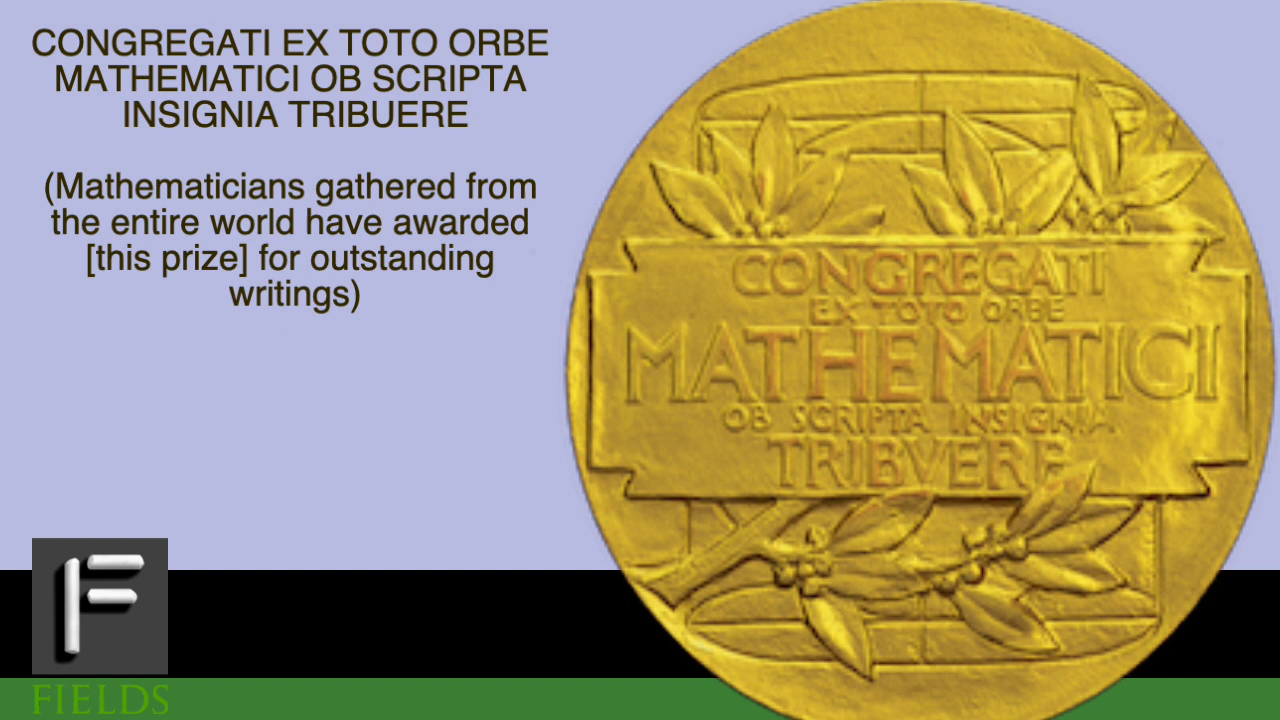 CONGREGATI EX TOTO ORBE
MATHEMATICI OB SCRIPTA
INSIGNIA TRIBUERE
(Mathematicians gathered from
the entire world have awarded
[this prize] for outstanding
writings)
CONGREGATI
EX TOTO ORBE
MATHEMATICI
OB SCRIPTA INSIGNIA
TRIBVERE
F
FIELDS